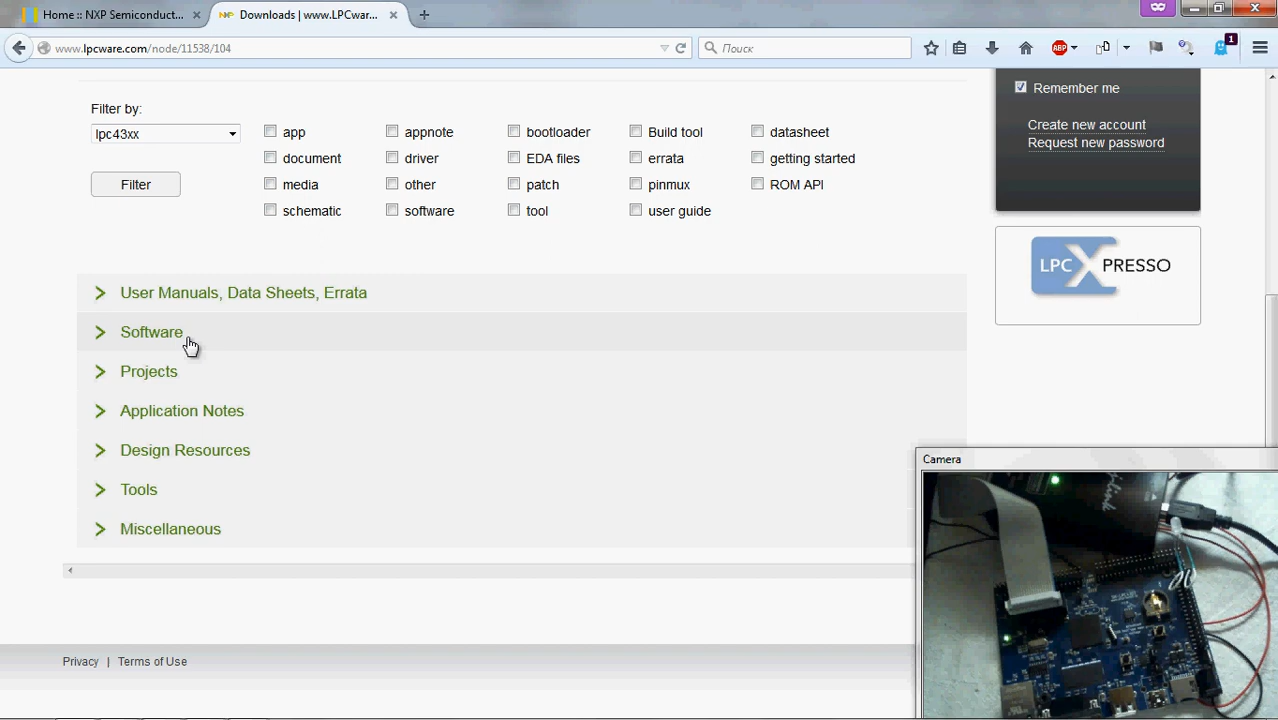 Home :: NXP Semiconduct...
Downloads | www.LPCwar...
www.lpcware.com/node/11538/104
Поиск
ABP
1
Filter by:
lpc43xx
app
appnote
bootloader
Build tool
datasheet
document
driver
EDA files
errata
getting started
Filter
media
other
patch
pinmux
ROM API
schematic
software
tool
user guide
Remember me
Create new account
Request new password
LPC XPRESSO
User Manuals, Data Sheets, Errata
Software
Projects
Application Notes
Design Resources
Tools
Miscellaneous
Camera
Privacy | Terms of Use